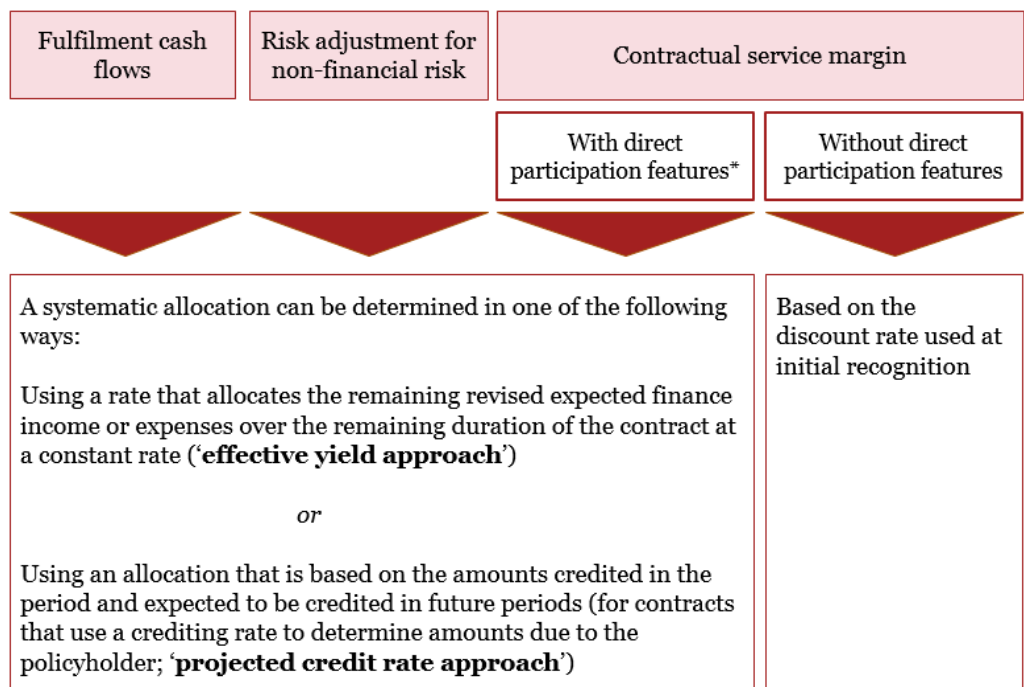 Fulfilment cash
flows
Risk adjustment for
non-financial risk
Contractual service margin
With direct
participation features*
Without direct
participation features
A systematic allocation can be determined in one of the following
ways:
Using a rate that allocates the remaining revised expected finance
income or expenses over the remaining duration of the contract at
a constant rate (‘effective yield approach’)
or
Using an allocation that is based on the amounts credited in the
period and expected to be credited in future periods (for contracts
that use a crediting rate to determine amounts due to the
policyholder; ‘projected credit rate approach’)
Based on the
discount rate used at
initial recognition